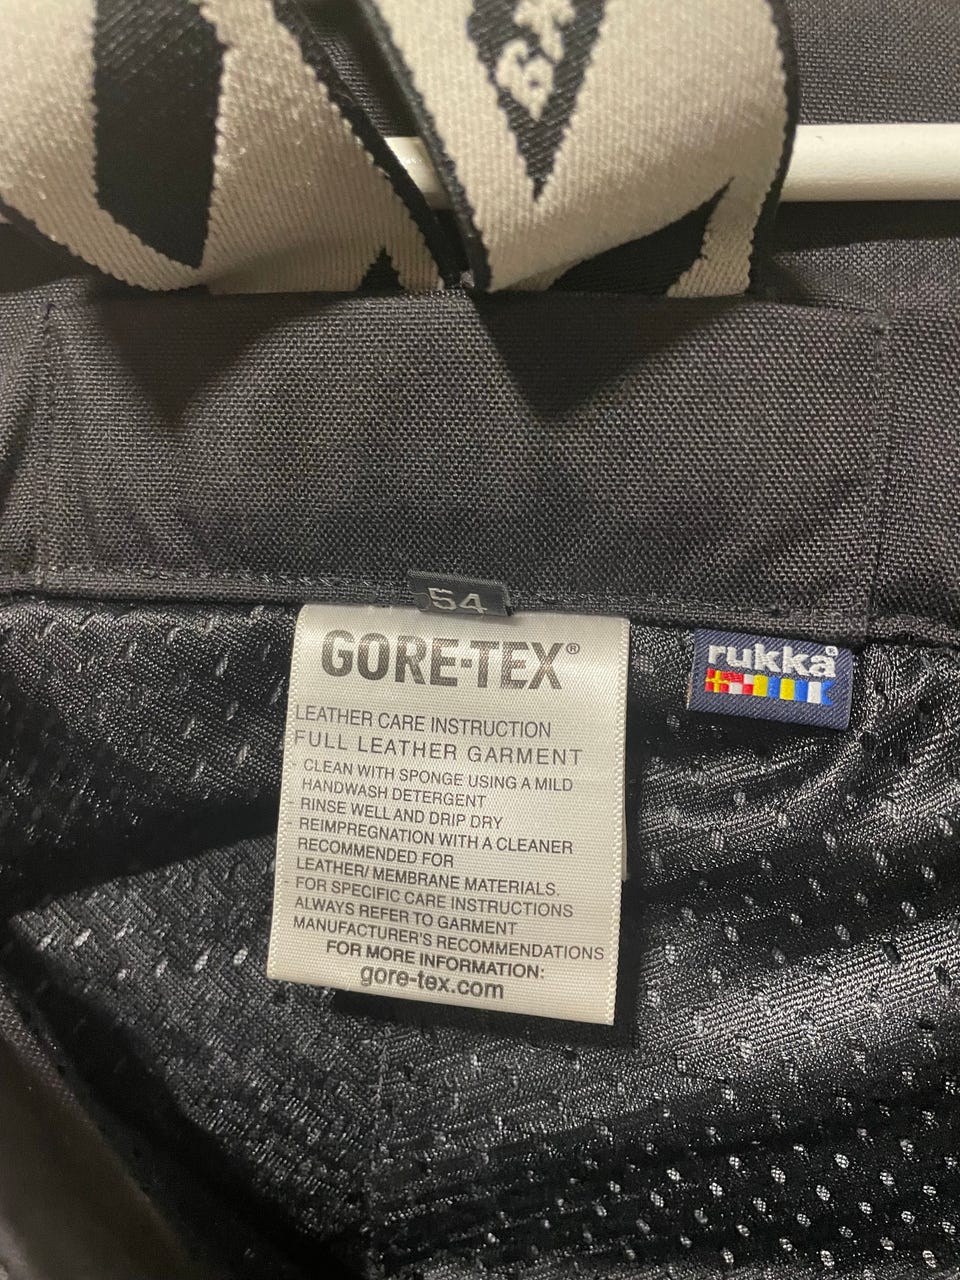 54
GORE-TEX®
LEATHER CARE INSTRUCTION
FULL LEATHER GARMENT
- CLEAN WITH SPONGE USING A MILD
HANDWASH DETERGENT
RINSE WELL AND DRIP DRY
REIMPREGNATION WITH A CLEANER
RECOMMENDED FOR
LEATHER/ MEMBRANE MATERIALS.
- FOR SPECIFIC CARE INSTRUCTIONS
ALWAYS REFER TO GARMENT
MANUFACTURER'S RECOMMENDATIONS
FOR MORE INFORMATION:
gore-tex.com
rukka®